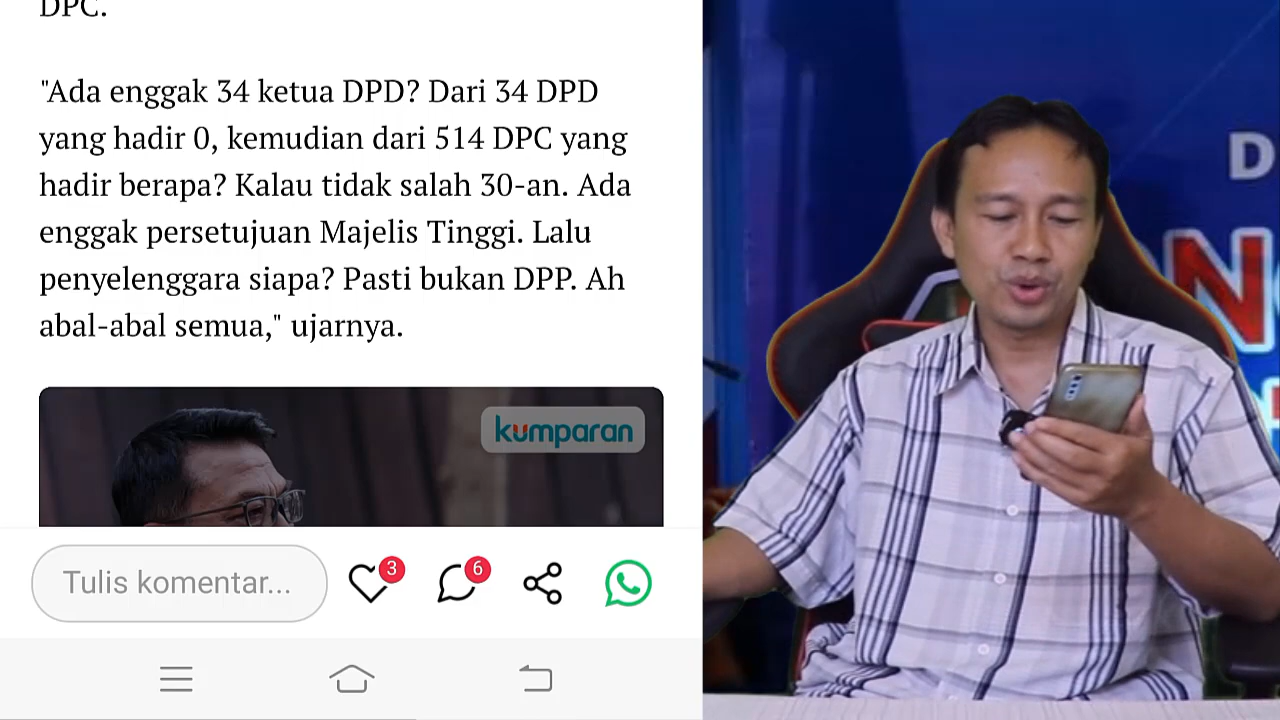 DPC.
"Ada enggak 34 ketua DPD? Dari 34 DPD
yang hadir 0, kemudian dari 514 DPC yang
hadir berapa? Kalau tidak salah 30-an. Ada
enggak persetujuan Majelis Tinggi. Lalu
penyelenggara siapa? Pasti bukan DPP. Ah
abal-abal semua," ujarnya.
kumparan
Tulis komentar...
3
6